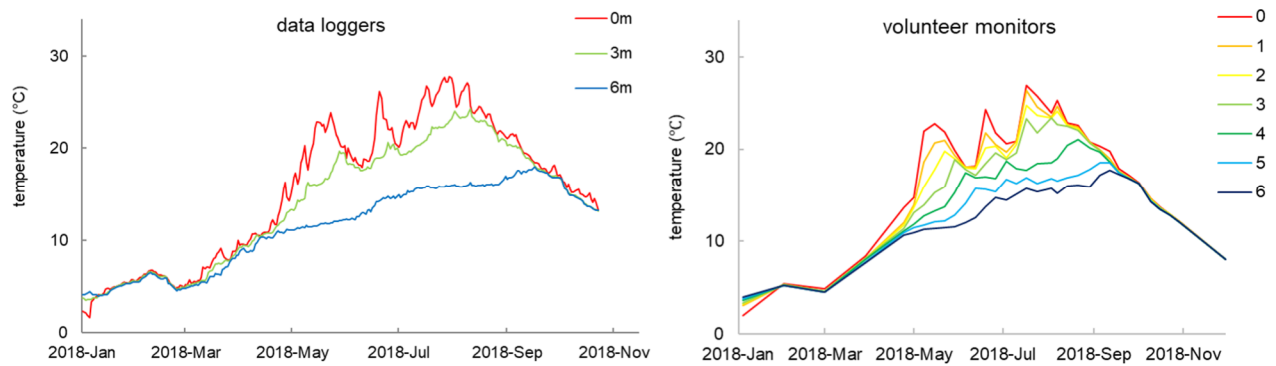 data loggers
temperature (°C)
30
20
10
0
2018-Jan 2018-Mar 2018-May 2018-Jul 2018-Sep 2018-Nov
0m
3m
6m
volunteer monitors
temperature (°C)
30
20
10
0
2018-Jan 2018-Mar 2018-May 2018-Jul 2018-Sep 2018-Nov
0
1
2
3
4
5
6